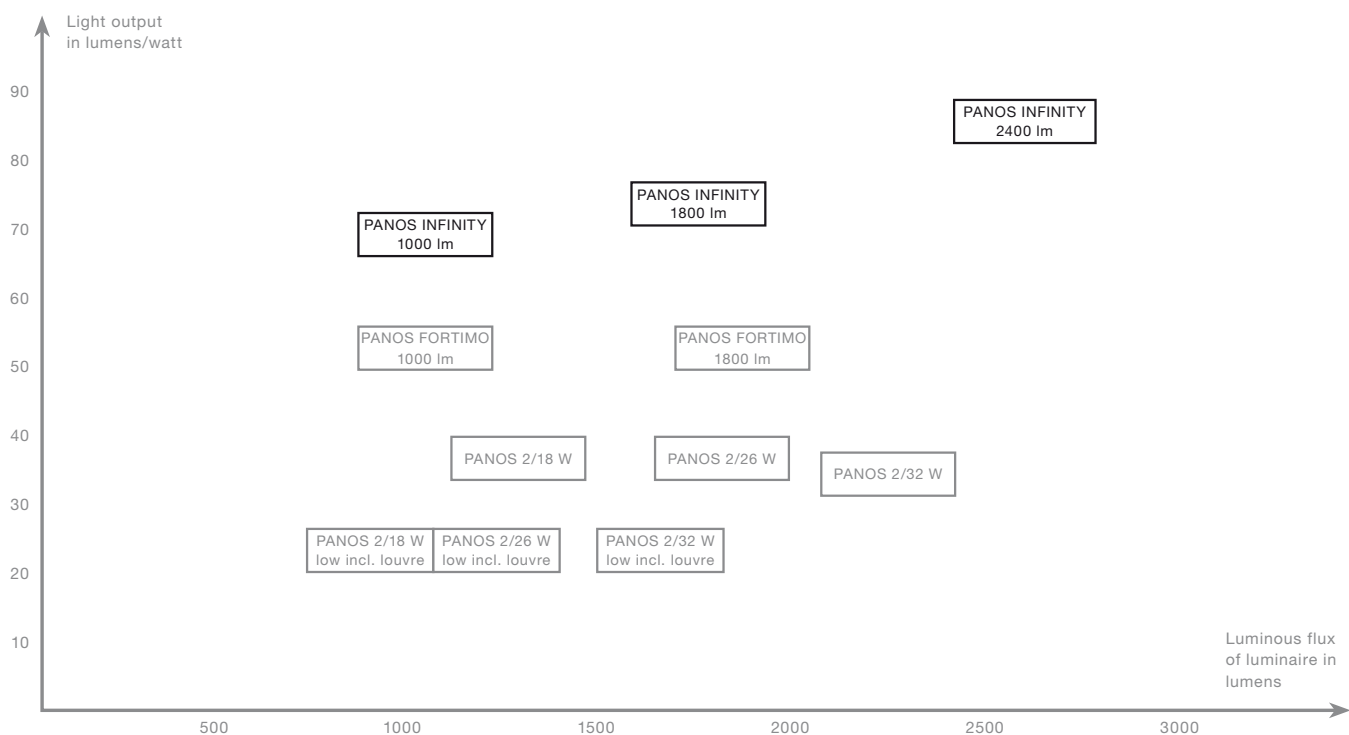 Light output
in lumens/watt
90
PANOS INFINITY
2400 lm
80
PANOS INFINITY
1800 lm
PANOS INFINITY
1000 lm
70
60
PANOS FORTIMO
1000 lm
PANOS FORTIMO
1800 lm
50
40
PANOS 2/18 W
PANOS 2/26 W
PANOS 2/32 W
30
PANOS 2/18 W
low incl. louvre
PANOS 2/26 W
low incl. louvre
PANOS 2/32 W
low incl. louvre
20
10
Luminous flux
of luminaire in
lumens
500
1000
1500
2000
2500
3000